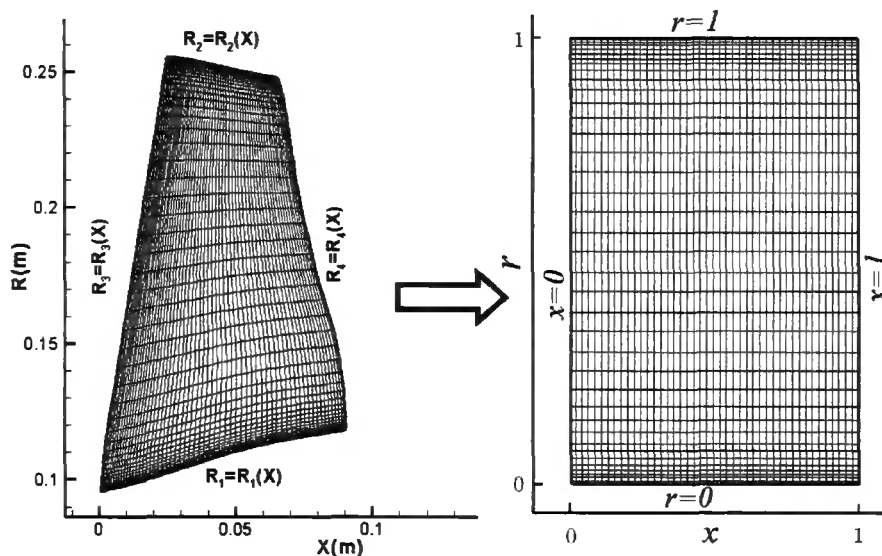 R₂=R₂(X)
0.25
0.2
0.15
0.1
R(m)
R₃=R₃(X)
R₄=R₄(X)
R₁=R₁(X)
0
0.05
0.1
X(m)
r=1
1
r
x=0
x=1
0
r=0
0
x
1